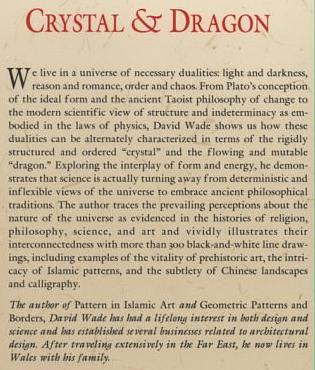 CRYSTAL & DRAGON
We live in a universe of necessary dualities: light and darkness,
reason and romance, order and chaos. From Plato's conception
of the ideal form and the ancient Taoist philosophy of change to
the modern scientific view of structure and indeterminacy as em-
bodied in the laws of physics, David Wade shows us how these
dualities can be alternately characterized in terms of the rigidly
structured and ordered "crystal" and the flowing and mutable
"dragon." Exploring the interplay of form and energy, he demon-
strates that science is actually turning away from deterministic and
inflexible views of the universe to embrace ancient philosophical
traditions. The author traces the prevailing perceptions about the
nature of the universe as evidenced in the histories of religion,
philosophy, science, and art and vividly illustrates their
interconnectedness with more than 300 black-and-white line draw-
ings, including examples of the vitality of prehistoric art, the intri-
cacy of Islamic patterns, and the subtlety of Chinese landscapes
and calligraphy.
The author of Pattern in Islamic Art and Geometric Patterns and
Borders, David Wade has had a lifelong interest in both design and
science and has established several businesses related to architectural
design. After traveling extensively in the Far East, he now lives in
Wales with his family.